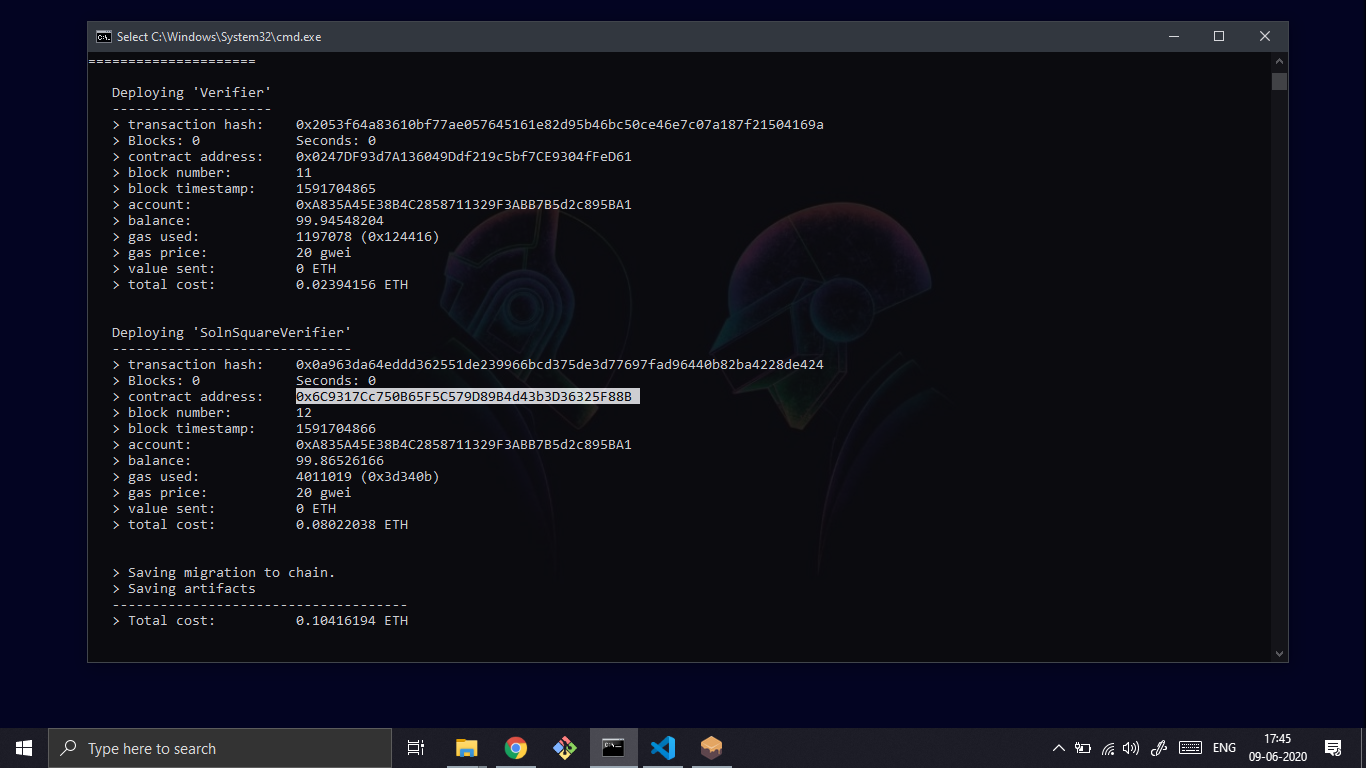 Select C:\Windows\System32\cmd.exe
=====================
Deploying 'Verifier'
--------------------
> transaction hash:    0x2053f64a83610bf77ae057645161e82d95b46bc50ce46e7c07a187f21504169a
> Blocks: 0            Seconds: 0
> contract address:    0x0247DF93d7A136049Ddf219c5bf7CE9304fFeD61
> block number:        11
> block timestamp:     1591704865
> account:             0xA835A45E38B4C2858711329F3ABB7B5d2c895BA1
> balance:             99.94548204
> gas used:            1197078 (0x124416)
> gas price:           20 gwei
> value sent:          0 ETH
> total cost:          0.02394156 ETH
Deploying 'SolnSquareVerifier'
------------------------------
> transaction hash:    0x0a963da64eddd362551de239966bcd375de3d77697fad96440b82ba4228de424
> Blocks: 0            Seconds: 0
> contract address:    0x6C9317Cc750B65F5C579D89B4d43b3D36325F88B
> block number:        12
> block timestamp:     1591704866
> account:             0xA835A45E38B4C2858711329F3ABB7B5d2c895BA1
> balance:             99.86526166
> gas used:            4011019 (0x3d340b)
> gas price:           20 gwei
> value sent:          0 ETH
> total cost:          0.08022038 ETH
> Saving migration to chain.
> Saving artifacts
-------------------------------------
> Total cost:          0.10416194 ETH
Type here to search
ENG
17:45
09-06-2020